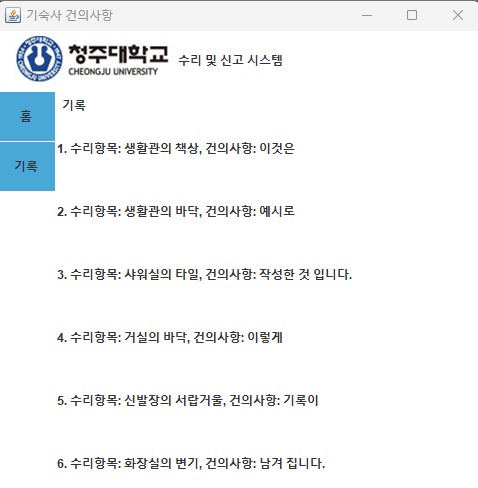 기숙사 건의사항
청주대학교
CHEONGJU UNIVERSITY
수리 및 신고 시스템
홈
기록
기록
1. 수리항목: 생활관의 책상, 건의사항: 이것은
2. 수리항목: 생활관의 바닥, 건의사항: 예시로
3. 수리항목: 샤워실의 타일, 건의사항: 작성한 것 입니다.
4. 수리항목: 거실의 바닥, 건의사항: 이렇게
5. 수리항목: 신발장의 서랍거울, 건의사항: 기록이
6. 수리항목: 화장실의 변기, 건의사항: 남겨 집니다.